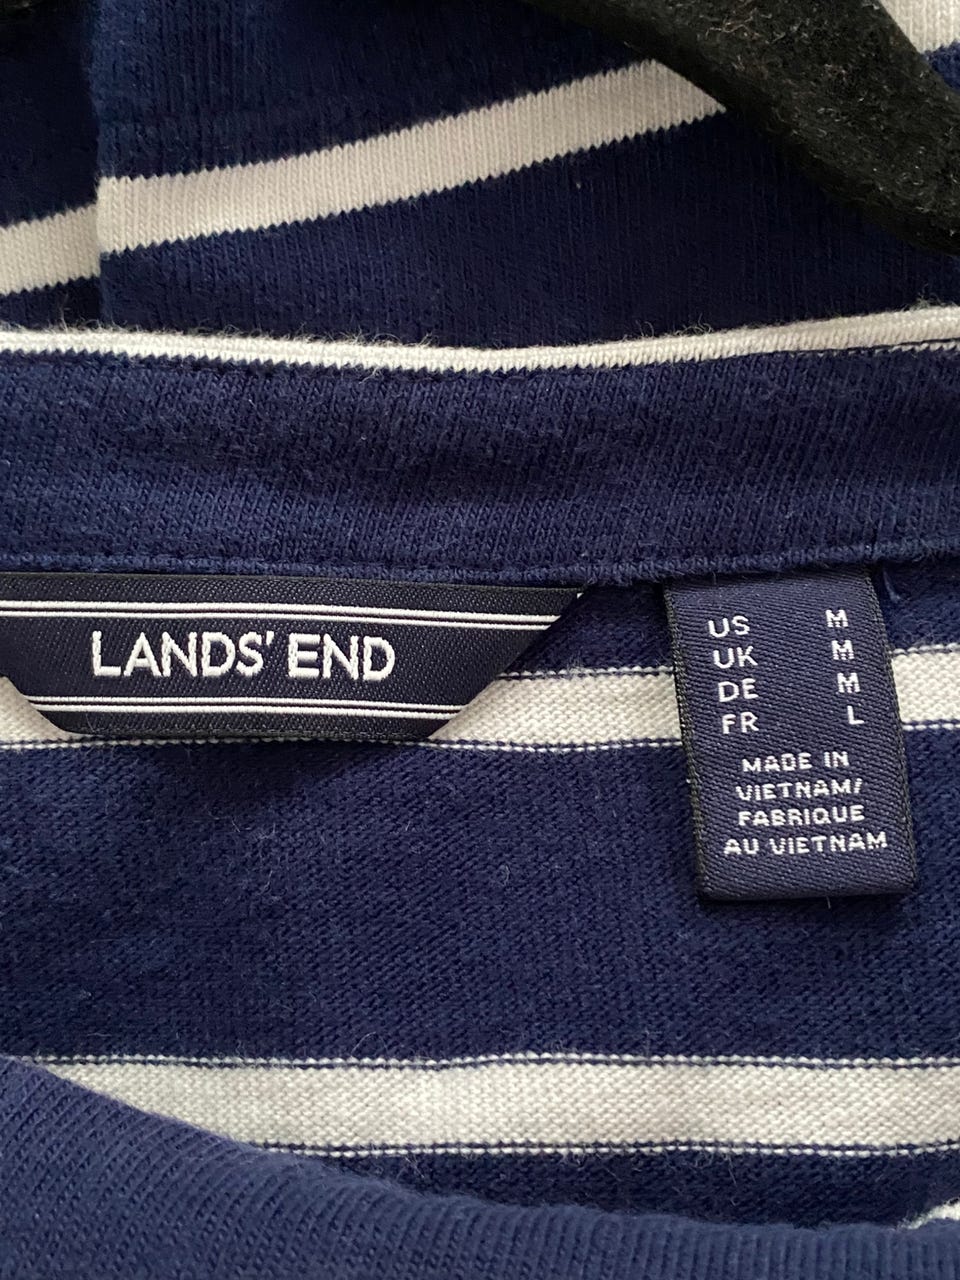 LANDS' END
US M
UK M
DE M
FR L
MADE IN
VIETNAM/
FABRIQUE
AU VIETNAM